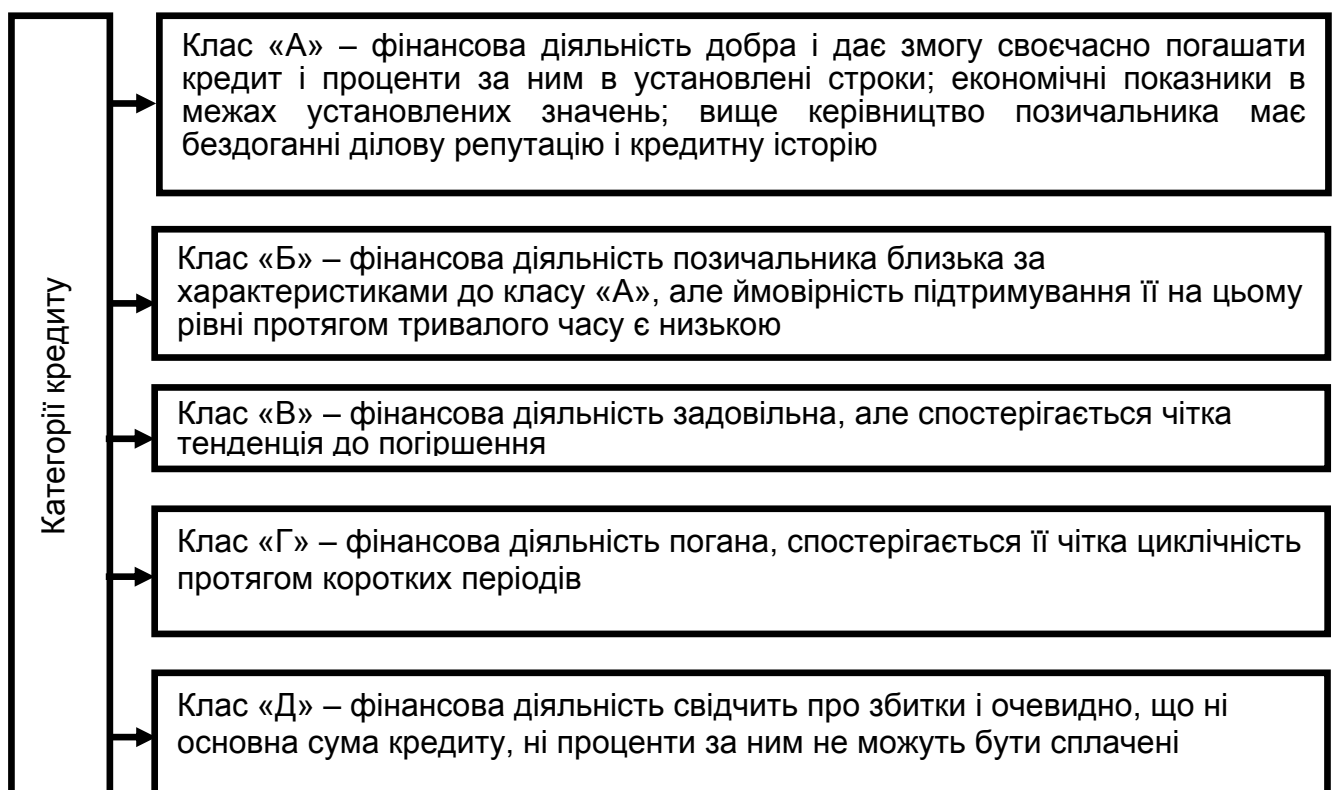 Категорії кредиту
Клас «А» – фінансова діяльність добра і дає змогу своєчасно погашати
кредит і проценти за ним в установлені строки; економічні показники в
межах установлених значень; вище керівництво позичальника має
бездоганні ділову репутацію і кредитну історію
Клас «Б» – фінансова діяльність позичальника близька за
характеристиками до класу «А», але ймовірність підтримування її на цьому
рівні протягом тривалого часу є низькою
Клас «В» – фінансова діяльність задовільна, але спостерігається чітка
тенденція до погіршення
Клас «Г» – фінансова діяльність погана, спостерігається її чітка циклічність
протягом коротких періодів
Клас «Д» – фінансова діяльність свідчить про збитки і очевидно, що ні
основна сума кредиту, ні проценти за ним не можуть бути сплачені